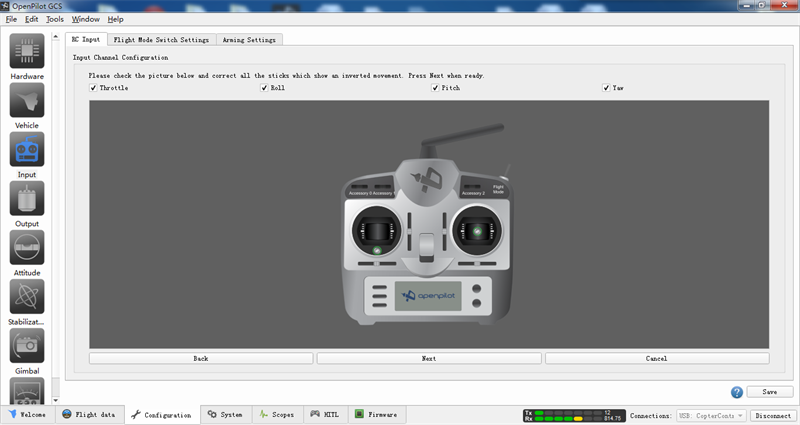 OpenPilot GCS
File Edit Tools Window Help
RC Input Flight Mode Switch Settings Arming Settings
Input Channel Configuration
Please check the picture below and correct all the sticks which show an inverted movement. Press Next when ready.
Throttle Roll Pitch Yaw
Hardware
Vehicle
Input
Output
Attitude
Stabilizat...
Gimbal
Accessory 0 Accessory 1 Accessory 2 Flight Mode
openpilot
Back Next Cancel
Save
Welcome Flight data Configuration System Scopes HITL Firmware
Tx 12
Rx 814.75
Connections: USB: CopterContr Disconnect